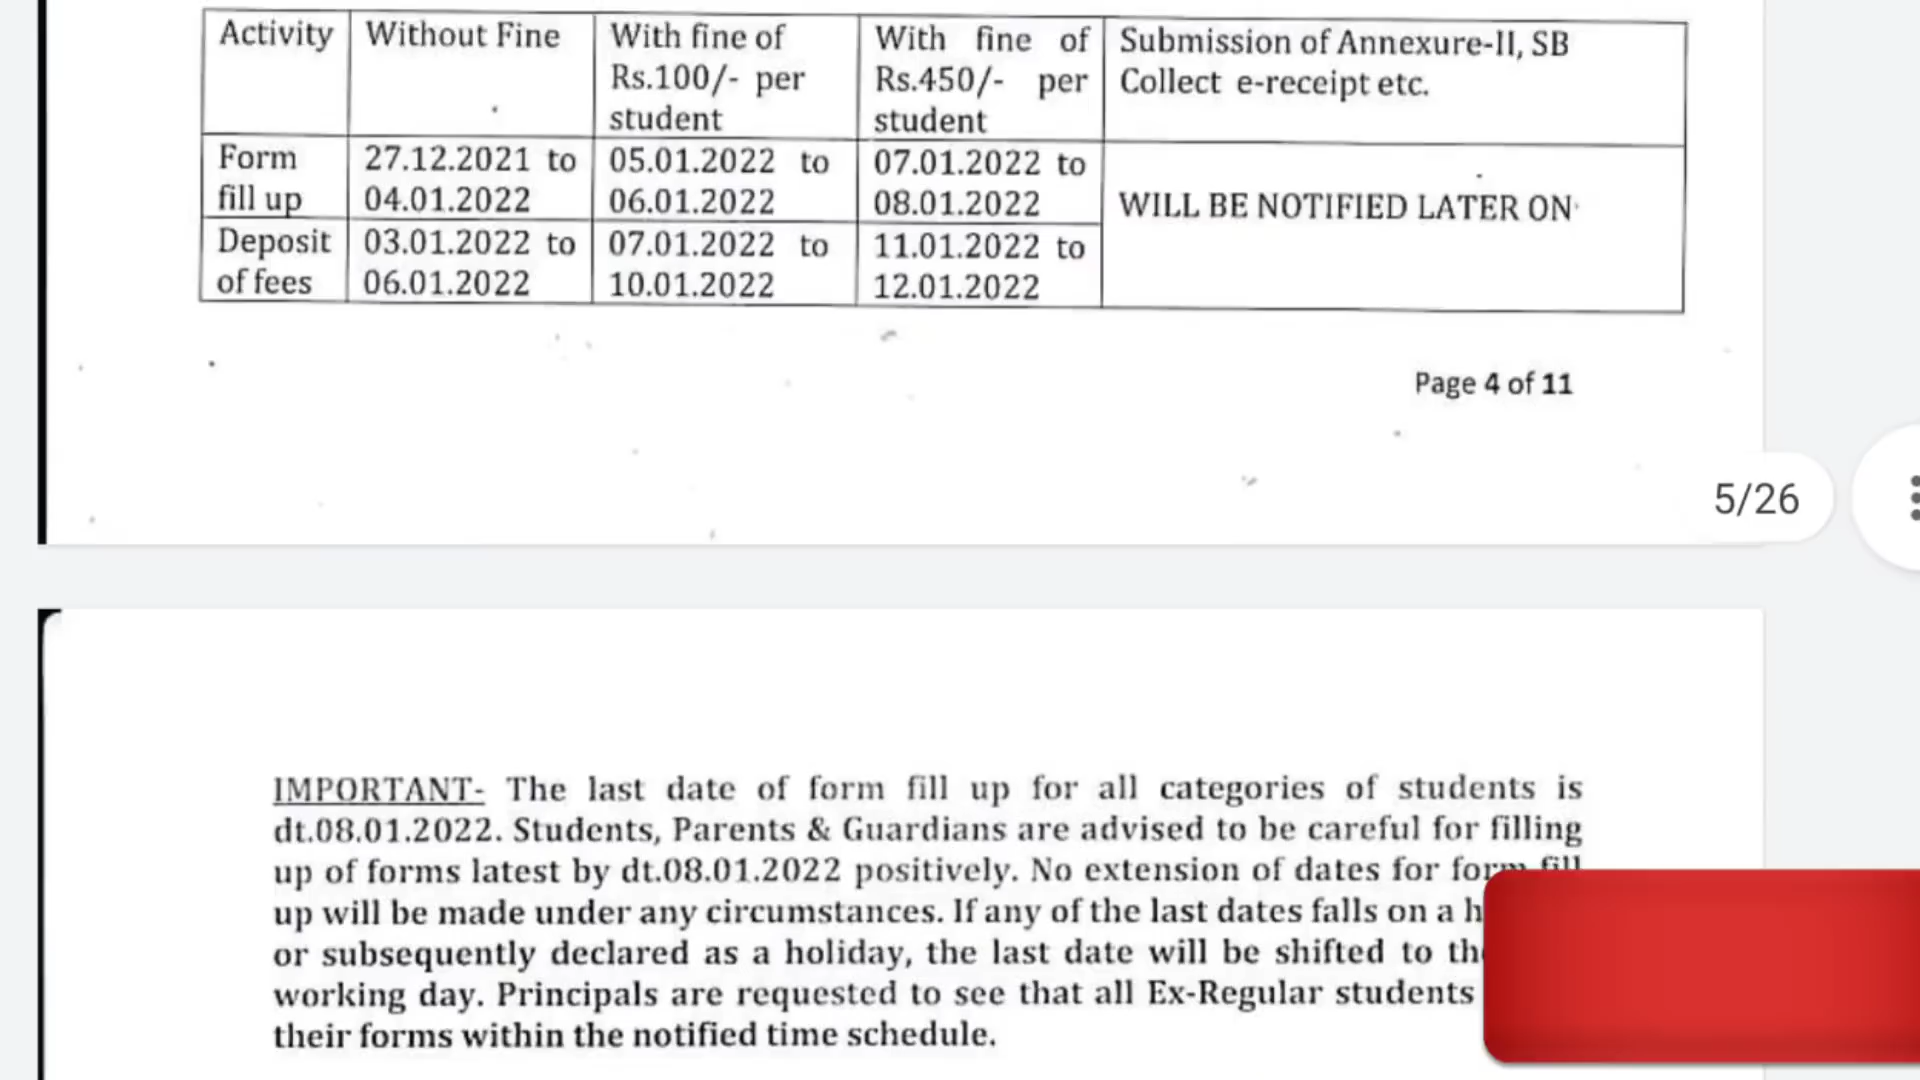 Activity Without Fine With fine of Rs.100/- per student With fine of Rs.450/- per student Submission of Annexure-II, SB Collect e-receipt etc.
Form fill up 27.12.2021 to 04.01.2022 05.01.2022 to 06.01.2022 07.01.2022 to 08.01.2022 WILL BE NOTIFIED LATER ON
Deposit of fees 03.01.2022 to 06.01.2022 07.01.2022 to 10.01.2022 11.01.2022 to 12.01.2022
Page 4 of 11
5/26
IMPORTANT- The last date of form fill up for all categories of students is
dt.08.01.2022. Students, Parents & Guardians are advised to be careful for filling
up of forms latest by dt.08.01.2022 positively. No extension of dates for form fill
up will be made under any circumstances. If any of the last dates falls on a
or subsequently declared as a holiday, the last date will be shifted to
working day. Principals are requested to see that all Ex-Regular students
their forms within the notified time schedule.